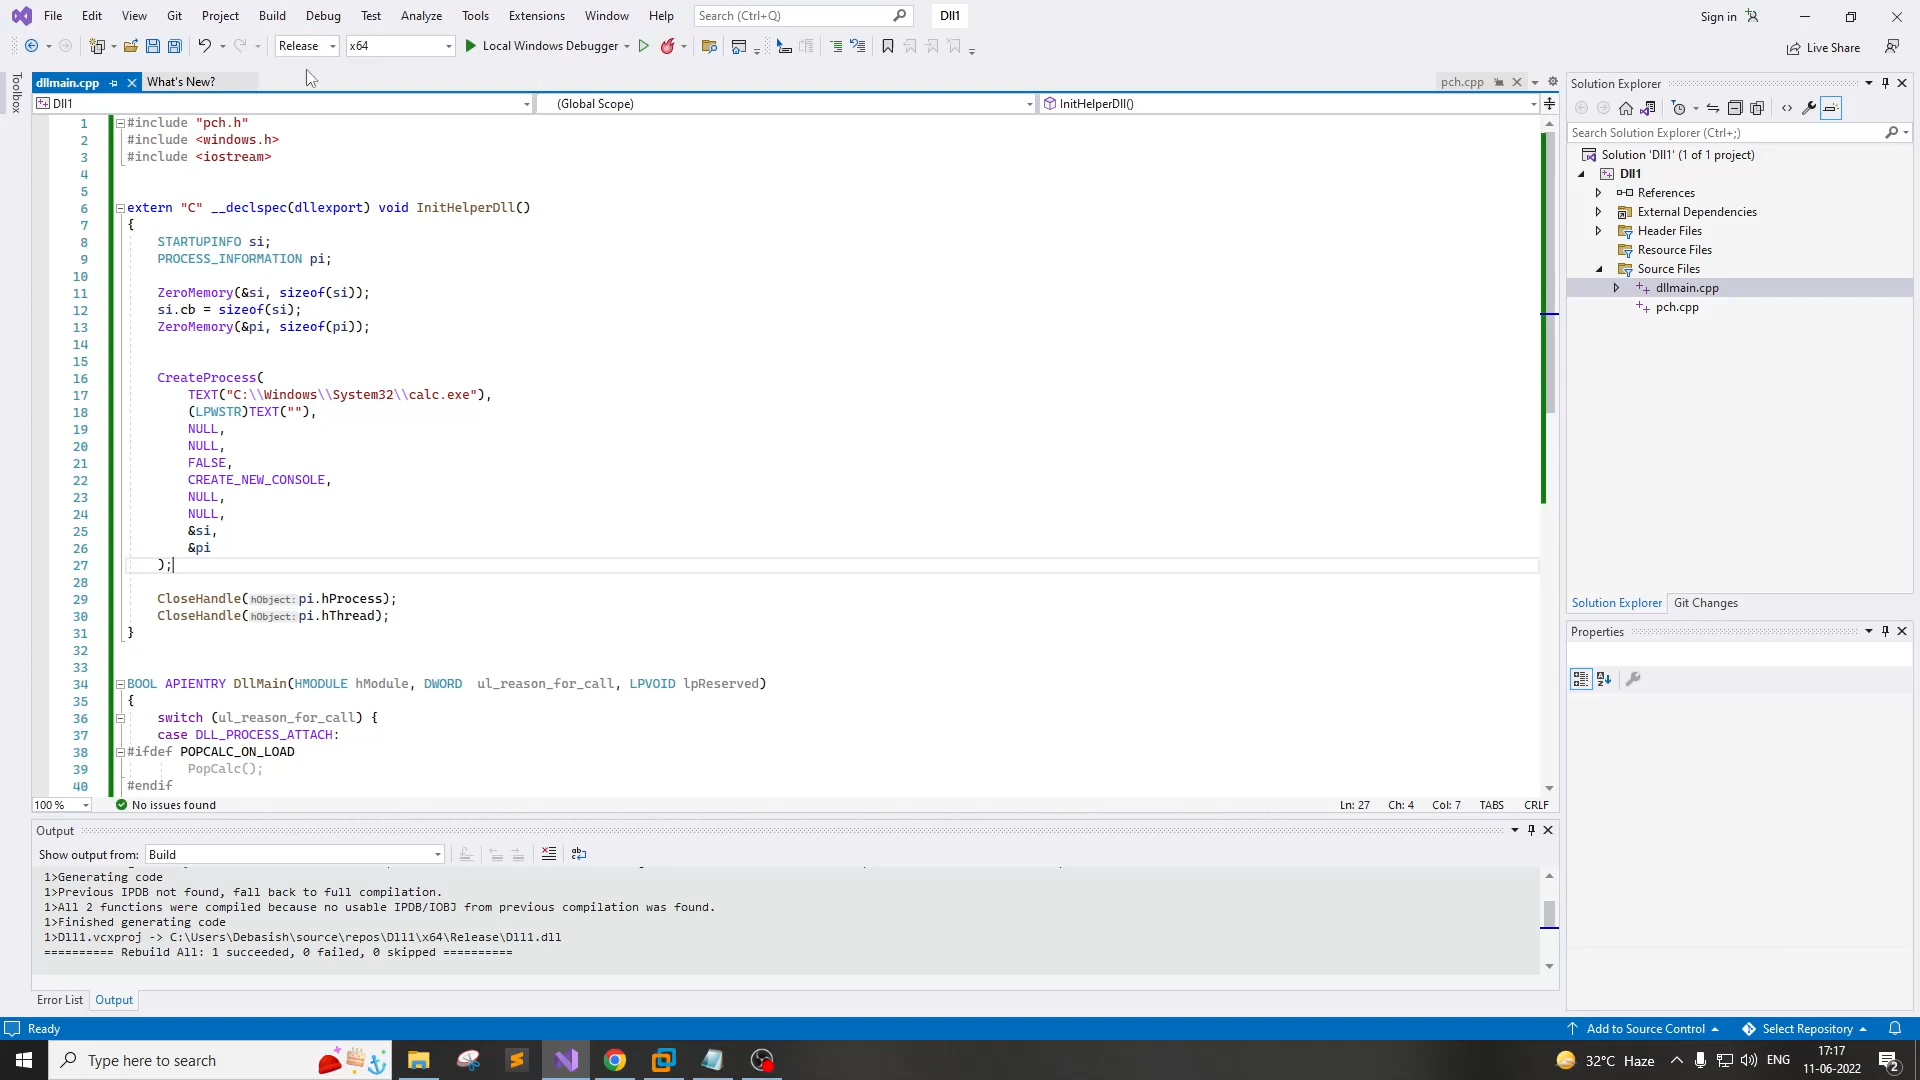 File Edit View Git Project Build Debug Test Analyze Tools Extensions Window Help Search (Ctrl+Q) Dll1 Sign in
Release x64 Local Windows Debugger Live Share
Toolbox
dllmain.cpp What's New? pch.cpp
Dll1 (Global Scope) InitHelperDll()
1 #include "pch.h"
2 #include <windows.h>
3 #include <iostream>
4
5
6 extern "C" __declspec(dllexport) void InitHelperDll()
7 {
8 STARTUPINFO si;
9 PROCESS_INFORMATION pi;
10
11 ZeroMemory(&si, sizeof(si));
12 si.cb = sizeof(si);
13 ZeroMemory(&pi, sizeof(pi));
14
15
16 CreateProcess(
17 TEXT("C:\\Windows\\System32\\calc.exe"),
18 (LPWSTR)TEXT(""),
19 NULL,
20 NULL,
21 FALSE,
22 CREATE_NEW_CONSOLE,
23 NULL,
24 NULL,
25 &si,
26 &pi
27 );
28
29 CloseHandle(hObject: pi.hProcess);
30 CloseHandle(hObject: pi.hThread);
31 }
32
33
34 BOOL APIENTRY DllMain(HMODULE hModule, DWORD ul_reason_for_call, LPVOID lpReserved)
35 {
36 switch (ul_reason_for_call) {
37 case DLL_PROCESS_ATTACH:
38 #ifdef POPCALC_ON_LOAD
39 PopCalc();
40 #endif
100 % No issues found Ln: 27 Ch: 4 Col: 7 TABS CRLF
Output
Show output from: Build
1>Generating code
1>Previous IPDB not found, fall back to full compilation.
1>All 2 functions were compiled because no usable IPDB/IOBJ from previous compilation was found.
1>Finished generating code
1>Dll1.vcxproj -> C:\Users\Debasish\source\repos\Dll1\x64\Release\Dll1.dll
========== Rebuild All: 1 succeeded, 0 failed, 0 skipped ==========
Error List Output
Solution Explorer
Search Solution Explorer (Ctrl+;)
Solution 'Dll1' (1 of 1 project)
Dll1
References
External Dependencies
Header Files
Resource Files
Source Files
dllmain.cpp
pch.cpp
Solution Explorer Git Changes
Properties
Ready Add to Source Control Select Repository
Type here to search 32°C Haze ENG 17:17
11-06-2022 2